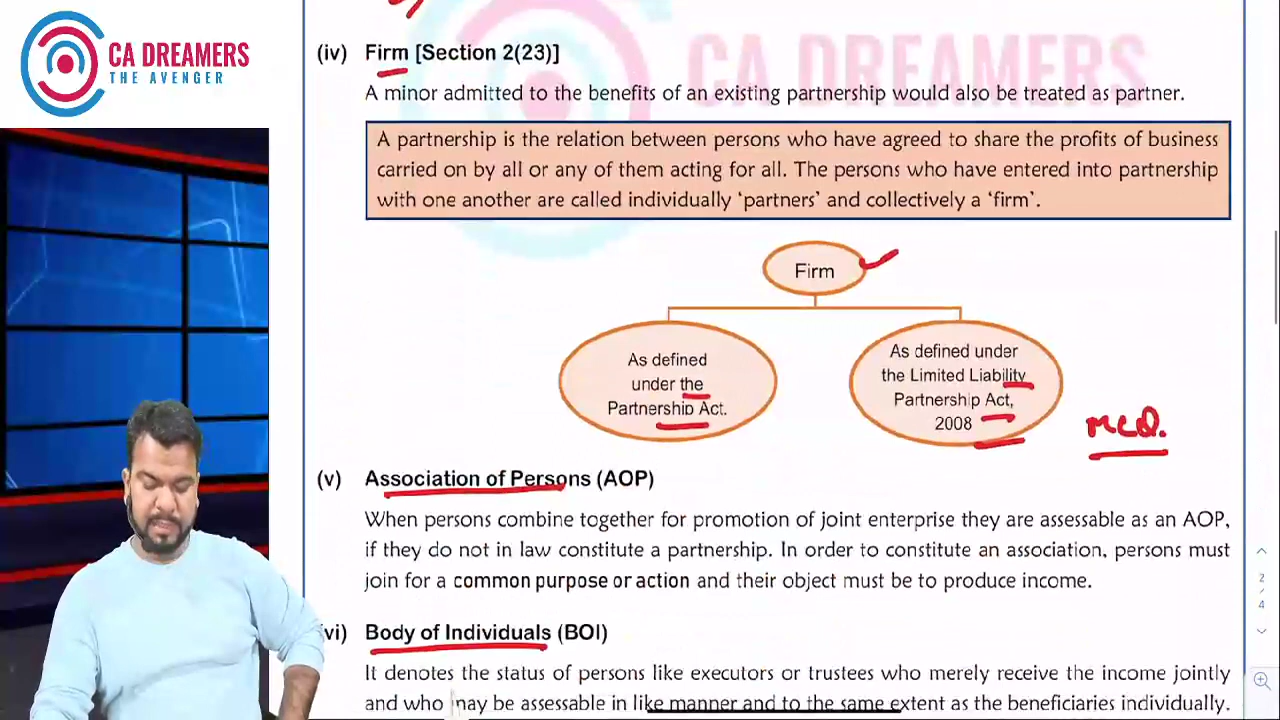 CA DREAMERS
THE AVENGER
CA DREAMERS
(iv) Firm [Section 2(23)]
A minor admitted to the benefits of an existing partnership would also be treated as partner.
A partnership is the relation between persons who have agreed to share the profits of business
carried on by all or any of them acting for all. The persons who have entered into partnership
with one another are called individually ‘partners’ and collectively a ‘firm’.
Firm
As defined
under the
Partnership Act.
As defined under
the Limited Liability
Partnership Act,
2008
MCQ.
(v) Association of Persons (AOP)
When persons combine together for promotion of joint enterprise they are assessable as an AOP,
if they do not in law constitute a partnership. In order to constitute an association, persons must
join for a common purpose or action and their object must be to produce income.
vi) Body of Individuals (BOI)
It denotes the status of persons like executors or trustees who merely receive the income jointly
and who may be assessable in like manner and to the same extent as the beneficiaries individually.
2
/
4